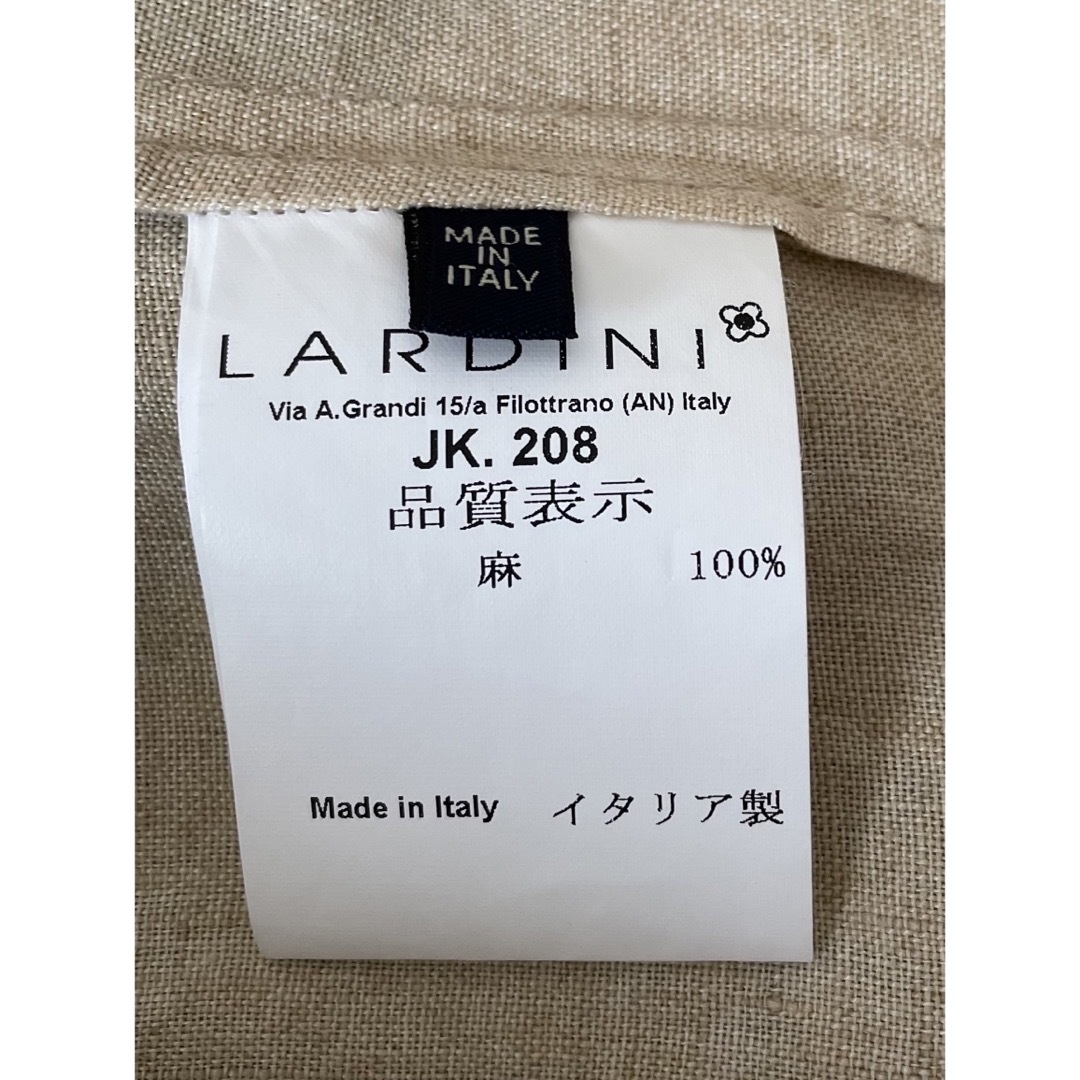 MADE
IN
ITALY
LARDINI
Via A.Grandi 15/a Filottrano (AN) Italy
JK. 208
品質表示
麻 100%
Made in Italy イタリア製